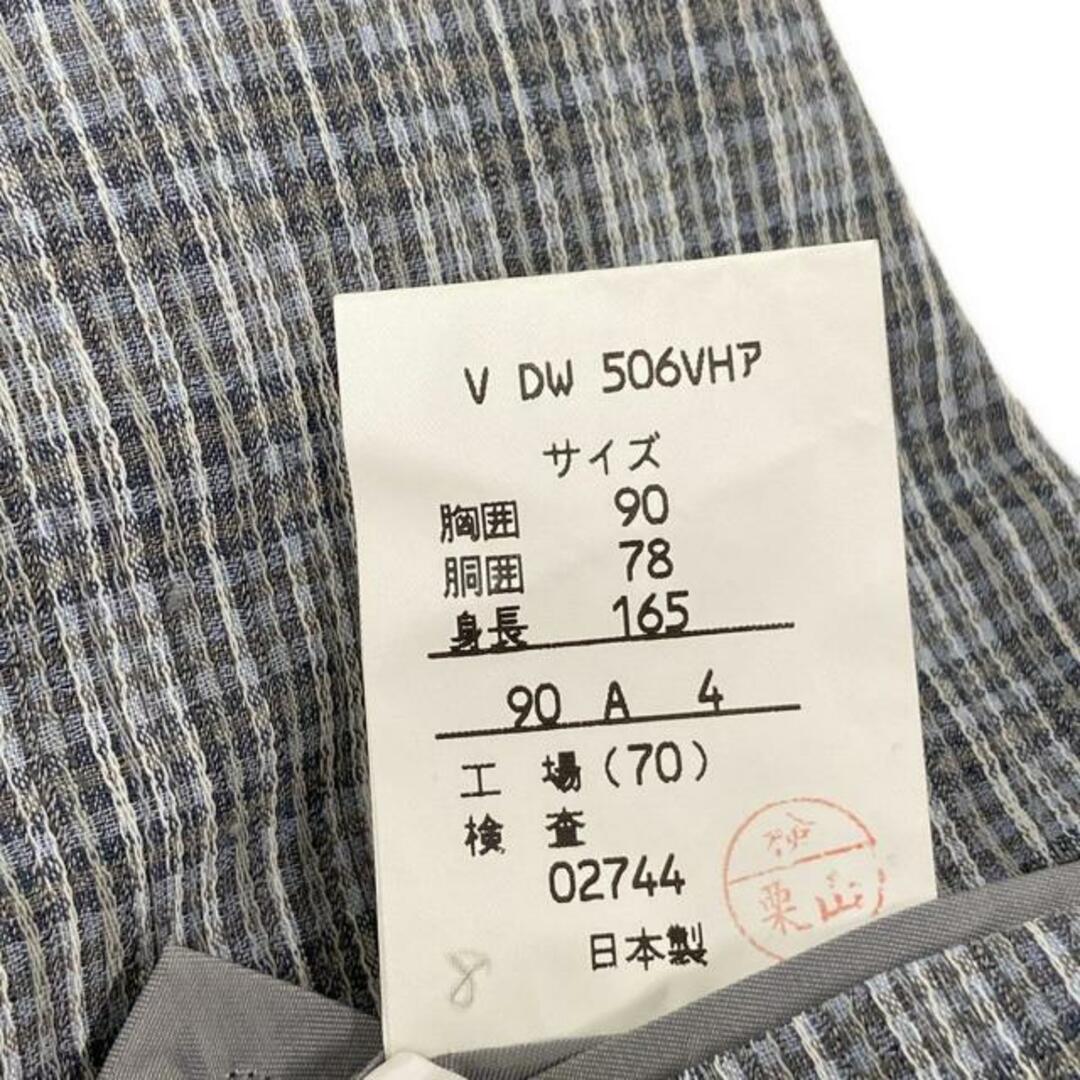 V DW 506VHア
サイズ
胸囲 90
胴囲 78
身長 165
90 A 4
工 場 (70)
検 査
02744
日本製
栗山
8